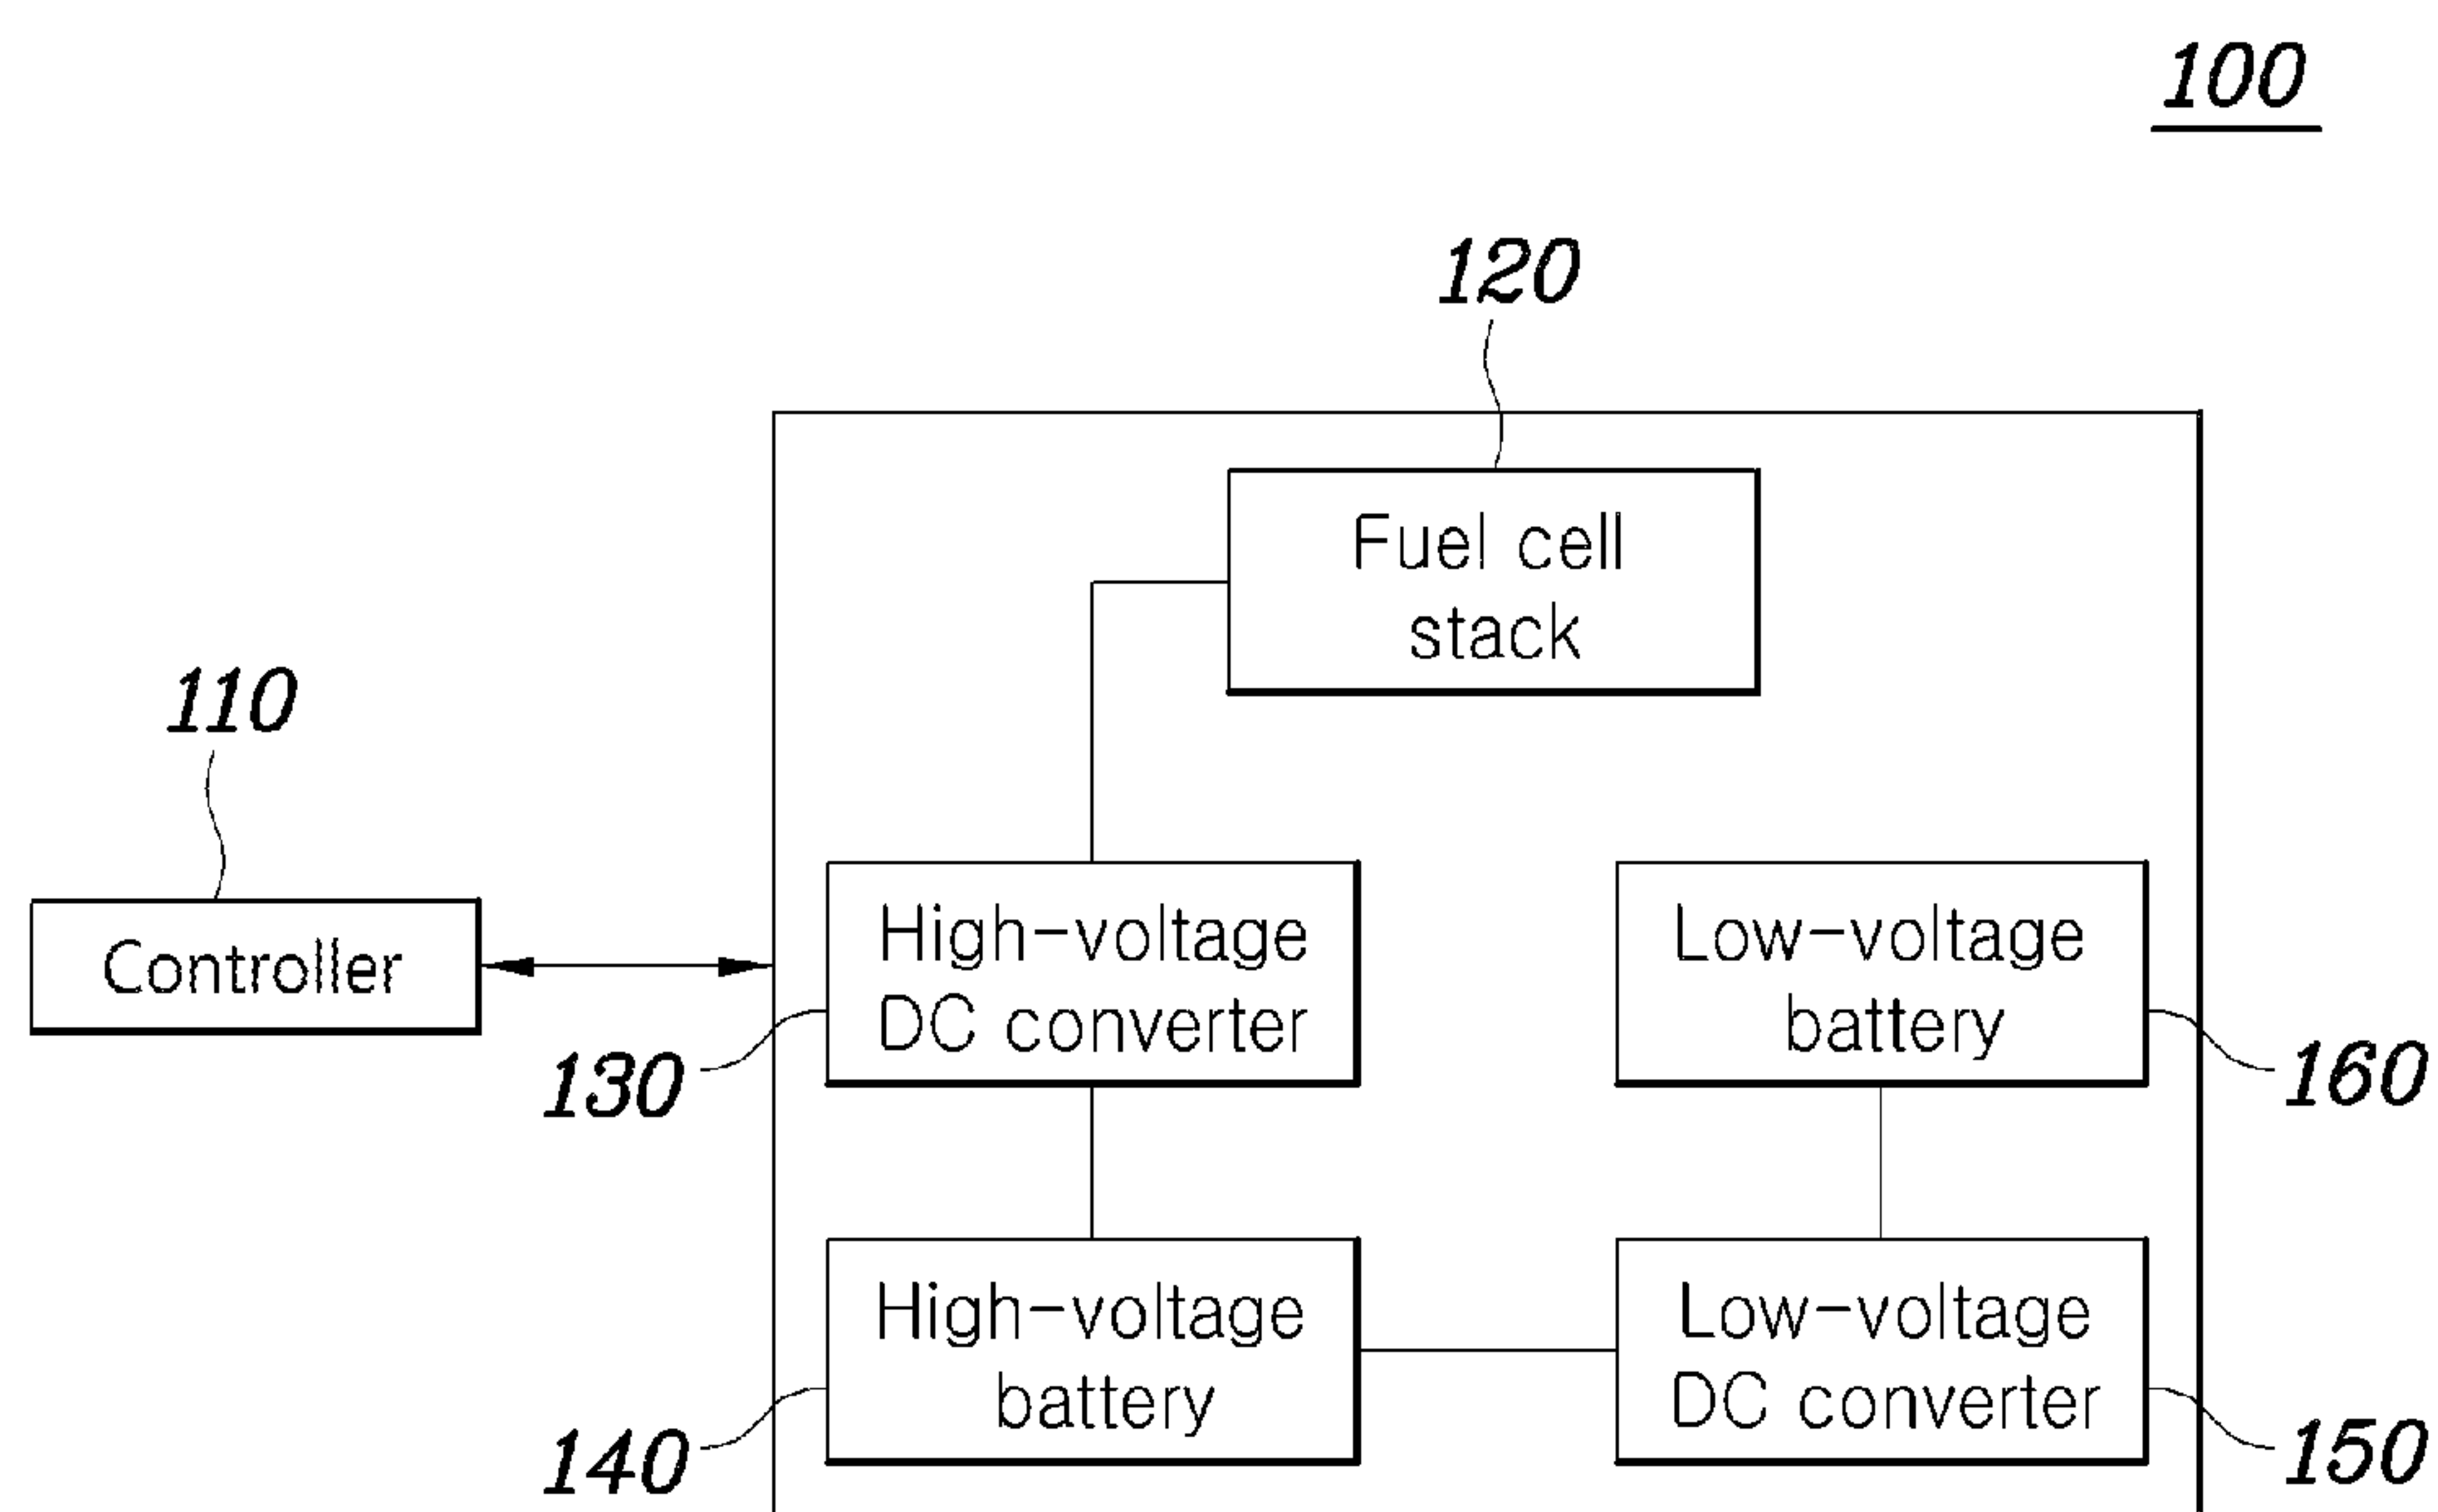 100
120
Fuel cell
stack
110
Controller
High-voltage
DC converter
130
Low-voltage
battery
160
High-voltage
battery
140
Low-voltage
DC converter
150